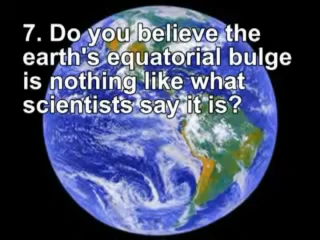 7. Do you believe the
earth's equatorial bulge
is nothing like what
scientists say it is?